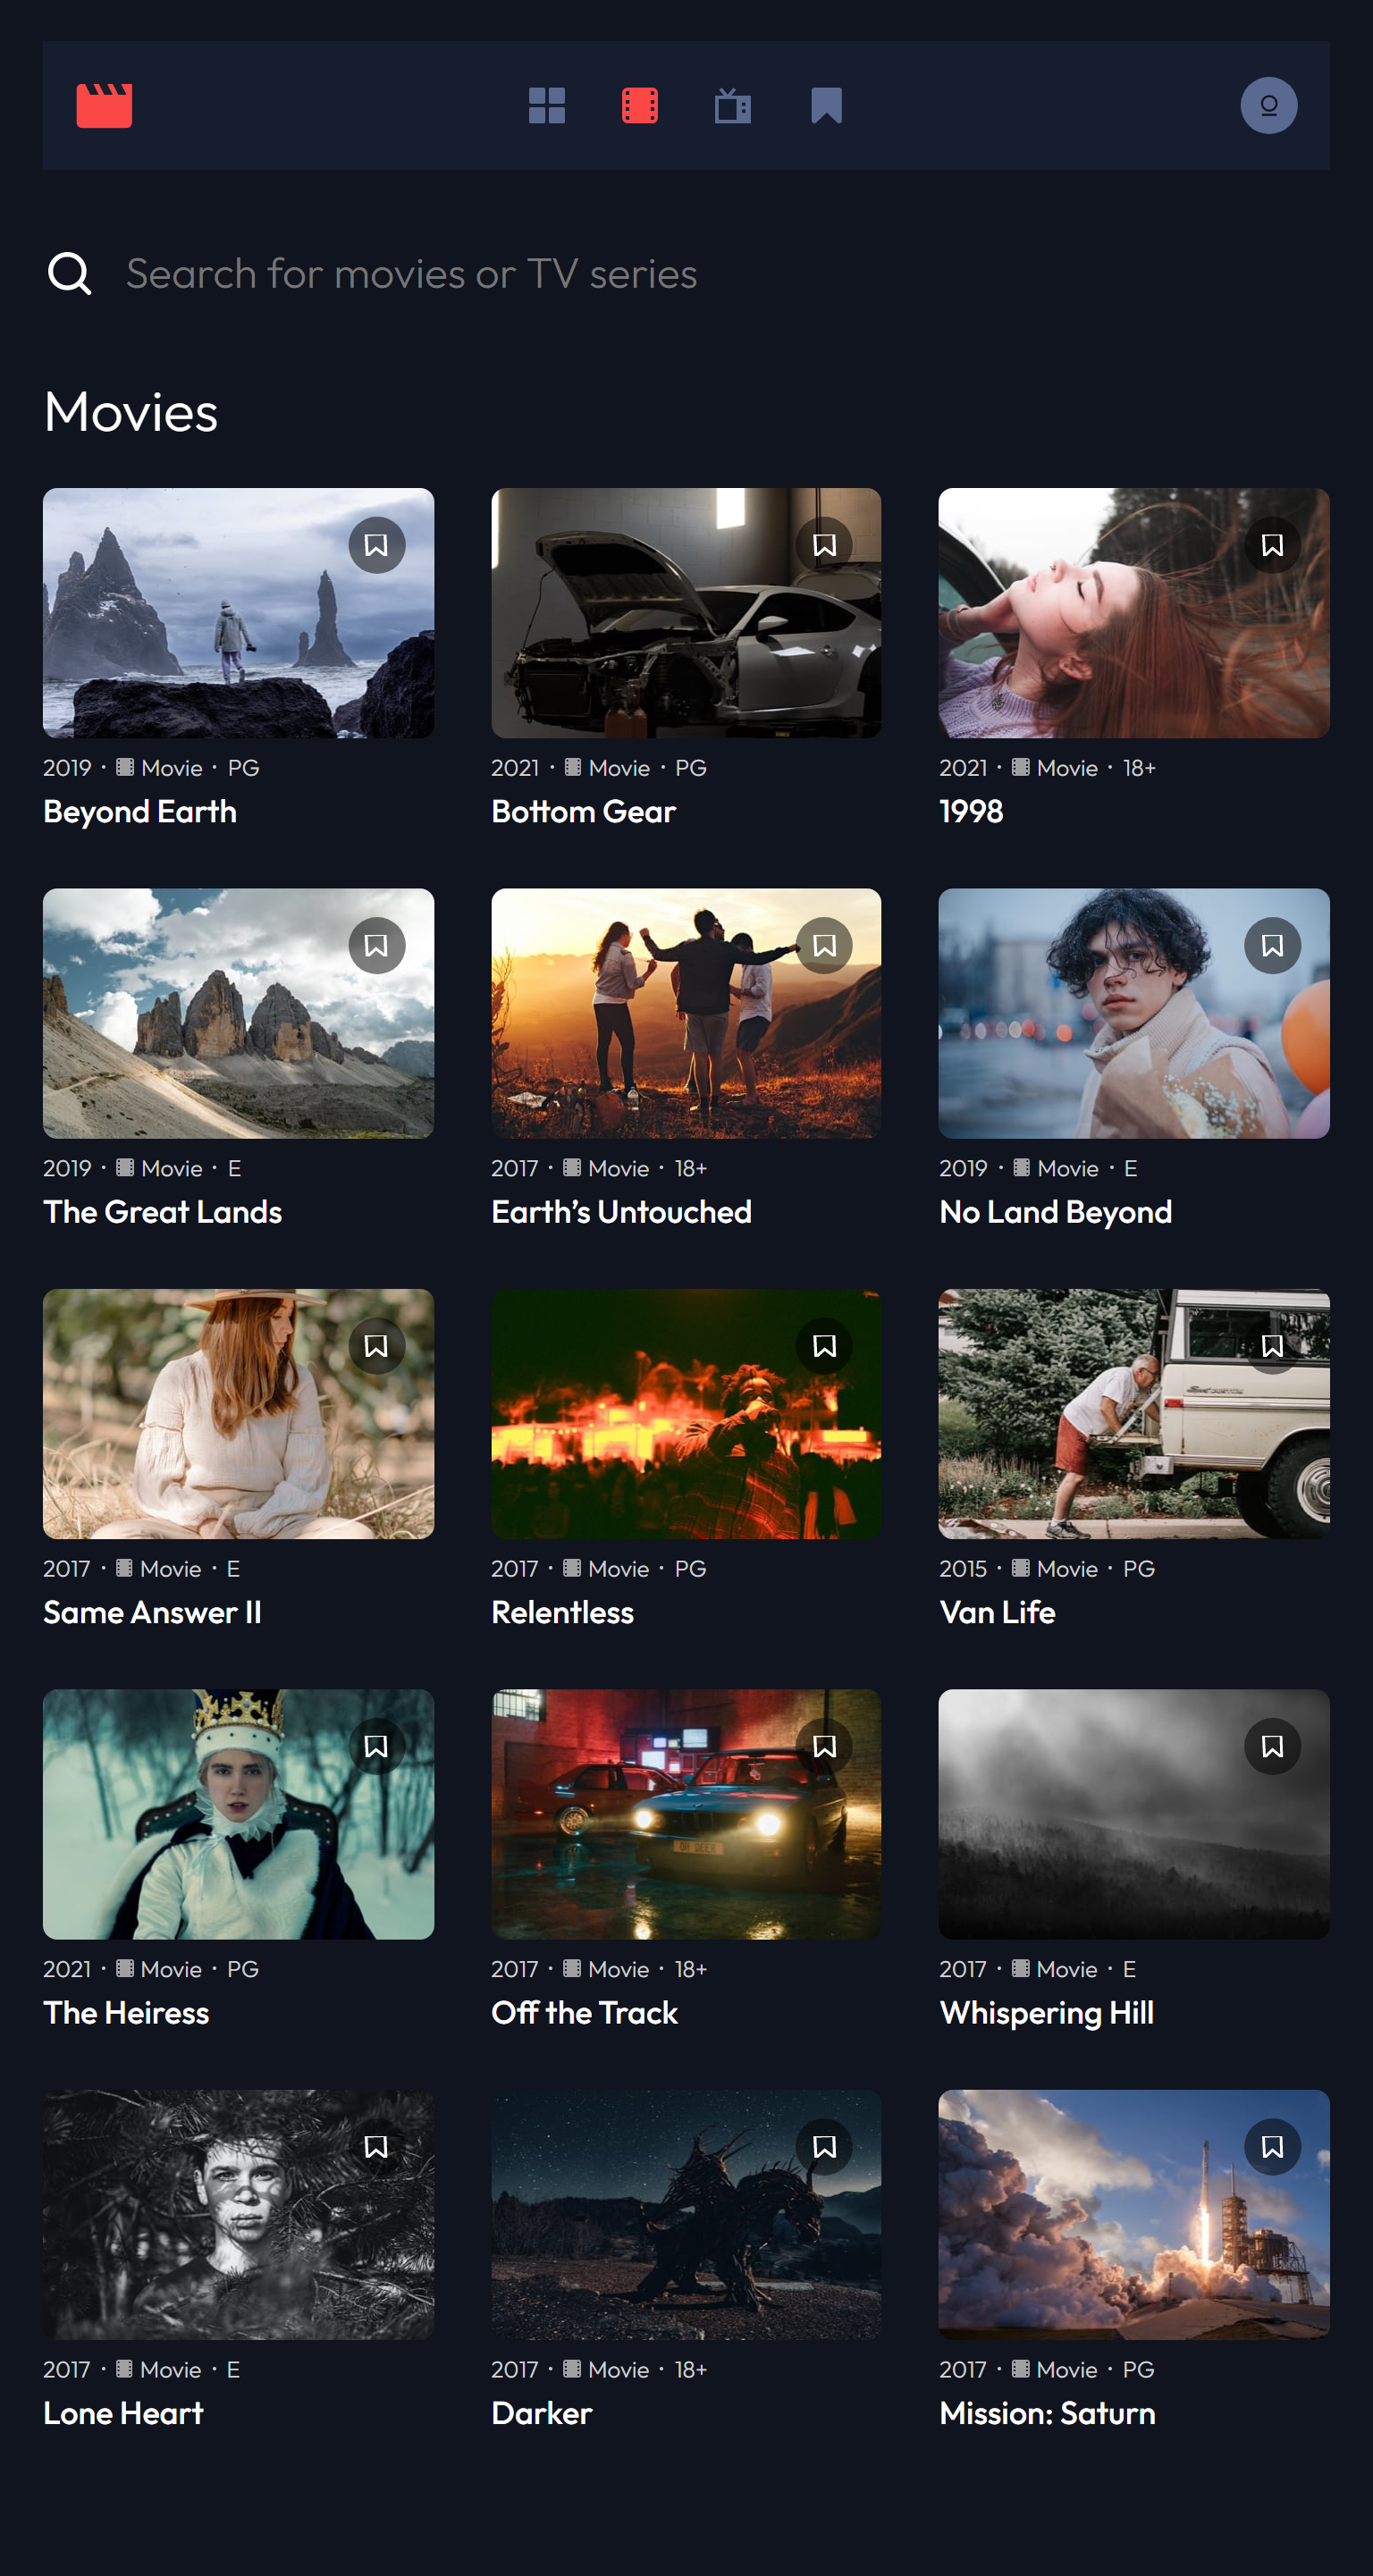 Search for movies or TV series
Movies
2019 · Movie · PG
Beyond Earth
2021 · Movie · PG
Bottom Gear
2021 · Movie · 18+
1998
2019 · Movie · E
The Great Lands
2017 · Movie · 18+
Earth’s Untouched
2019 · Movie · E
No Land Beyond
2017 · Movie · E
Same Answer II
2017 · Movie · PG
Relentless
2015 · Movie · PG
Van Life
2021 · Movie · PG
The Heiress
2017 · Movie · 18+
Off the Track
2017 · Movie · E
Whispering Hill
2017 · Movie · E
Lone Heart
2017 · Movie · 18+
Darker
2017 · Movie · PG
Mission: Saturn